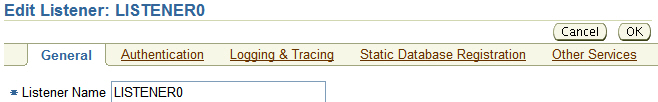 Edit Listener: LISTENER0
Cancel OK
General Authentication Logging & Tracing Static Database Registration Other Services
* Listener Name LISTENER0